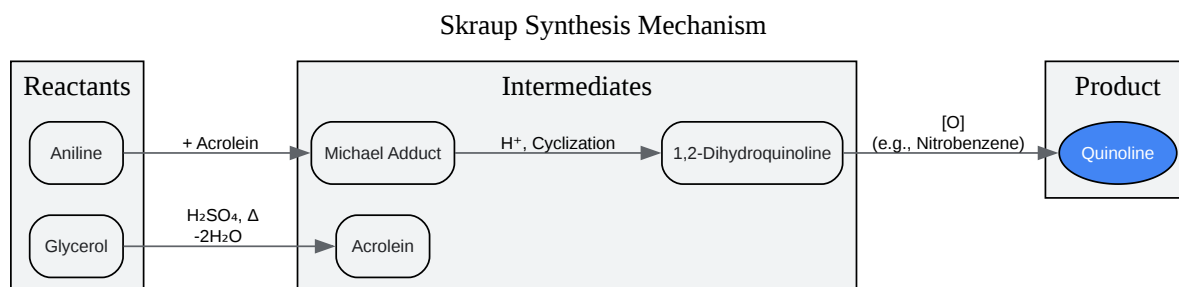 Skraup Synthesis Mechanism
Reactants
Intermediates
Product
Aniline
+ Acrolein
Michael Adduct
H⁺, Cyclization
1,2-Dihydroquinoline
[O]
(e.g., Nitrobenzene)
Quinoline
Glycerol
H₂SO₄, Δ
-2H₂O
Acrolein